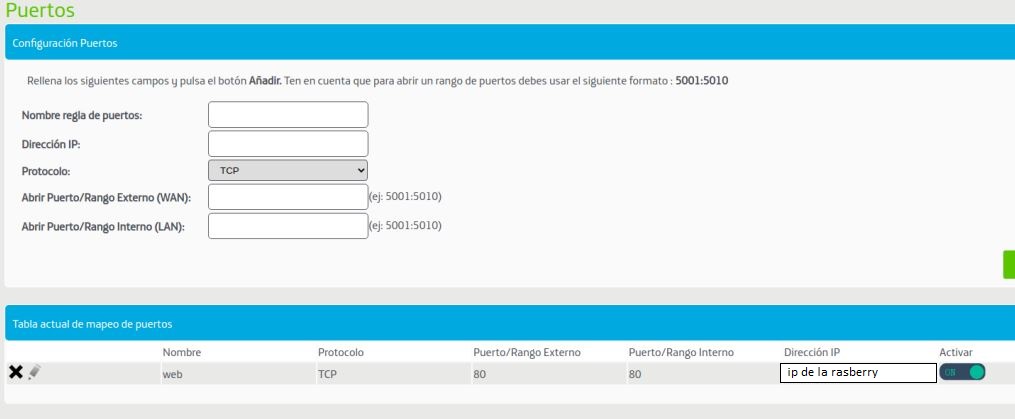 Puertos
Configuración Puertos
Rellena los siguientes campos y pulsa el botón Añadir. Ten en cuenta que para abrir un rango de puertos debes usar el siguiente formato : 5001:5010
Nombre regla de puertos:
Dirección IP:
Protocolo: TCP
Abrir Puerto/Rango Externo (WAN): (ej: 5001:5010)
Abrir Puerto/Rango Interno (LAN): (ej: 5001:5010)
Tabla actual de mapeo de puertos
Nombre Protocolo Puerto/Rango Externo Puerto/Rango Interno Dirección IP Activar
web TCP 80 80 ip de la rasberry ON